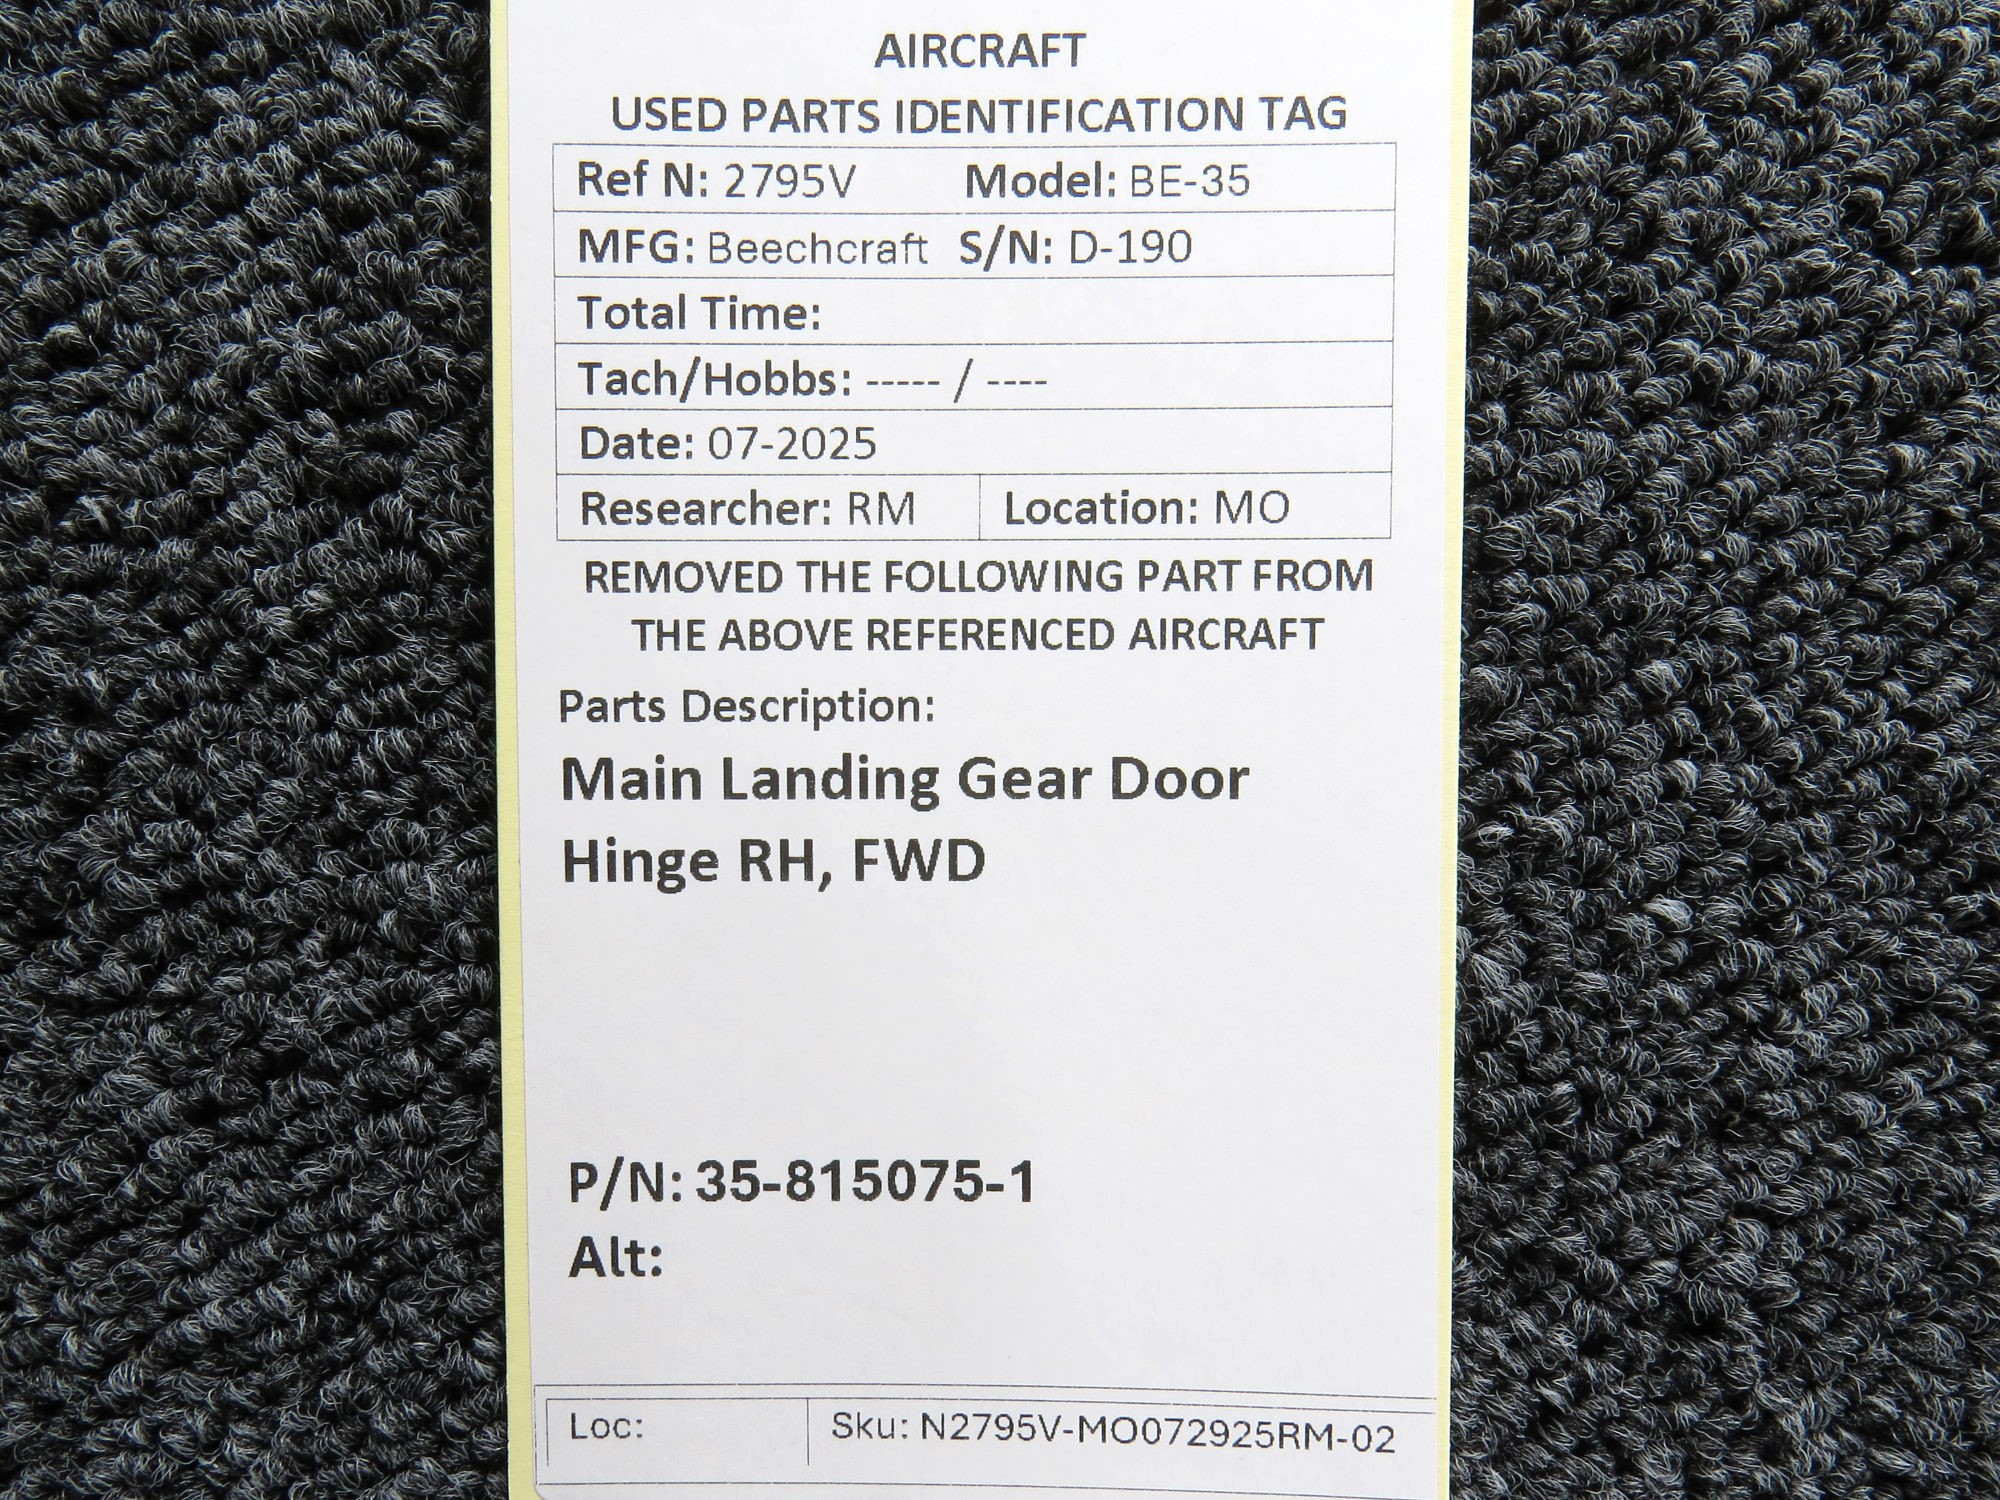 AIRCRAFT
USED PARTS IDENTIFICATION TAG
Ref N: 2795V Model: BE-35
MFG: Beechcraft S/N: D-190
Total Time:
Tach/Hobbs: ----- / ----
Date: 07-2025
Researcher: RM Location: MO
REMOVED THE FOLLOWING PART FROM
THE ABOVE REFERENCED AIRCRAFT
Parts Description:
Main Landing Gear Door
Hinge RH, FWD
P/N: 35-815075-1
Alt:
Loc: Sku: N2795V-MO072925RM-02